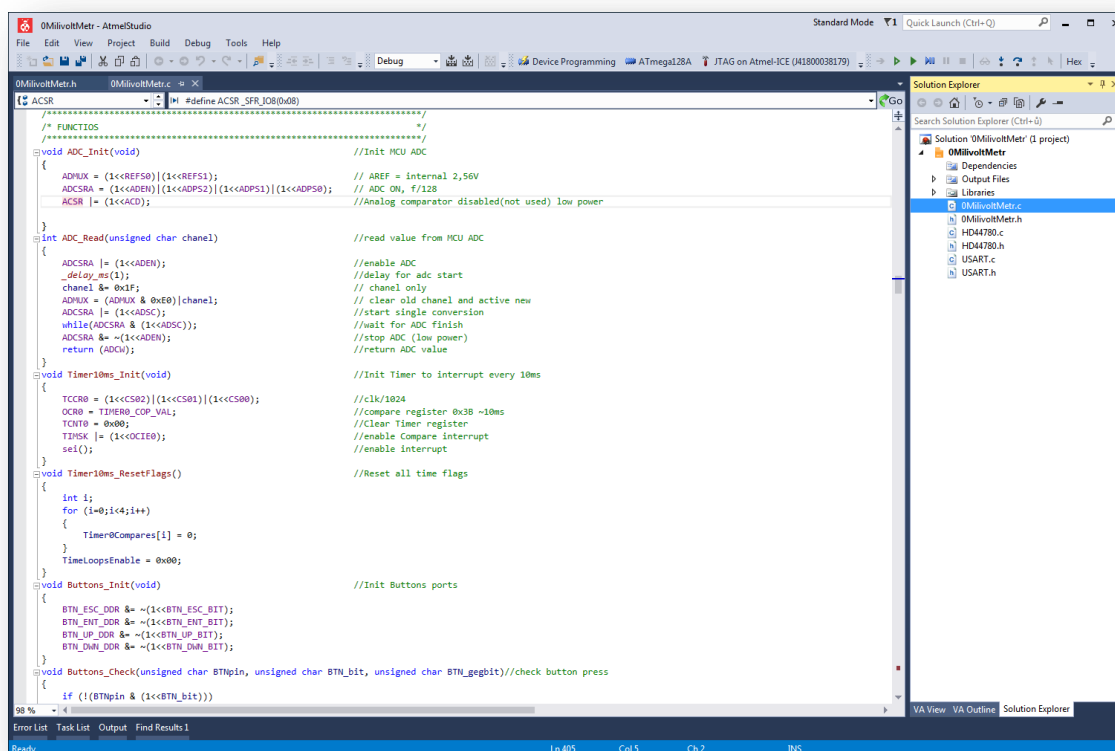 0MilivoltMetr - AtmelStudio
Standard Mode
1
Quick Launch (Ctrl+Q)
File Edit View Project Build Debug Tools Help
Debug
Device Programming
ATmega128A
JTAG on Atmel-ICE (J41800038179)
Hex
0MilivoltMetr.h 0MilivoltMetr.c
ACSR
#define ACSR _SFR_IO8(0x08)
Go
/***********************************************************************/
/* FUNCTIOS */
/***********************************************************************/
void ADC_Init(void) //Init MCU ADC
{
ADMUX = (1<<REFS0)|(1<<REFS1); // AREF = internal 2,56V
ADCSRA = (1<<ADEN)|(1<<ADPS2)|(1<<ADPS1)|(1<<ADPS0); // ADC ON, f/128
ACSR |= (1<<ACD); //Analog comparator disabled(not used) low power
}
int ADC_Read(unsigned char chanel) //read value from MCU ADC
{
ADCSRA |= (1<<ADEN); //enable ADC
_delay_ms(1); //delay for adc start
chanel &= 0x1F; // chanel only
ADMUX = (ADMUX & 0xE0)|chanel; // clear old chanel and active new
ADCSRA |= (1<<ADSC); //start single conversion
while(ADCSRA & (1<<ADSC)); //wait for ADC finish
ADCSRA &= ~(1<<ADEN); //stop ADC (low power)
return (ADCW); //return ADC value
}
void Timer10ms_Init(void) //Init Timer to interrupt every 10ms
{
TCCR0 = (1<<CS02)|(1<<CS01)|(1<<CS00); //clk/1024
OCR0 = TIMER0_COP_VAL; //compare register 0x3B ~10ms
TCNT0 = 0x00; //Clear Timer register
TIMSK |= (1<<OCIE0); //enable Compare interrupt
sei(); //enable interrupt
}
void Timer10ms_ResetFlags() //Reset all time flags
{
int i;
for (i=0;i<4;i++)
{
Timer0Compares[i] = 0;
}
TimeLoopsEnable = 0x00;
}
void Buttons_Init(void) //Init Buttons ports
{
BTN_ESC_DDR &= ~(1<<BTN_ESC_BIT);
BTN_ENT_DDR &= ~(1<<BTN_ENT_BIT);
BTN_UP_DDR &= ~(1<<BTN_UP_BIT);
BTN_DWN_DDR &= ~(1<<BTN_DWN_BIT);
}
void Buttons_Check(unsigned char BTNpin, unsigned char BTN_bit, unsigned char BTN_gegbit)//check button press
{
if (!(BTNpin & (1<<BTN_bit)))
98 %
Solution Explorer
Search Solution Explorer (Ctrl+ů)
Solution '0MilivoltMetr' (1 project)
0MilivoltMetr
Dependencies
Output Files
Libraries
0MilivoltMetr.c
0MilivoltMetr.h
HD44780.c
HD44780.h
USART.c
USART.h
VA View VA Outline Solution Explorer
Error List Task List Output Find Results 1
Ready Ln 405 Col 5 Ch 2 INS